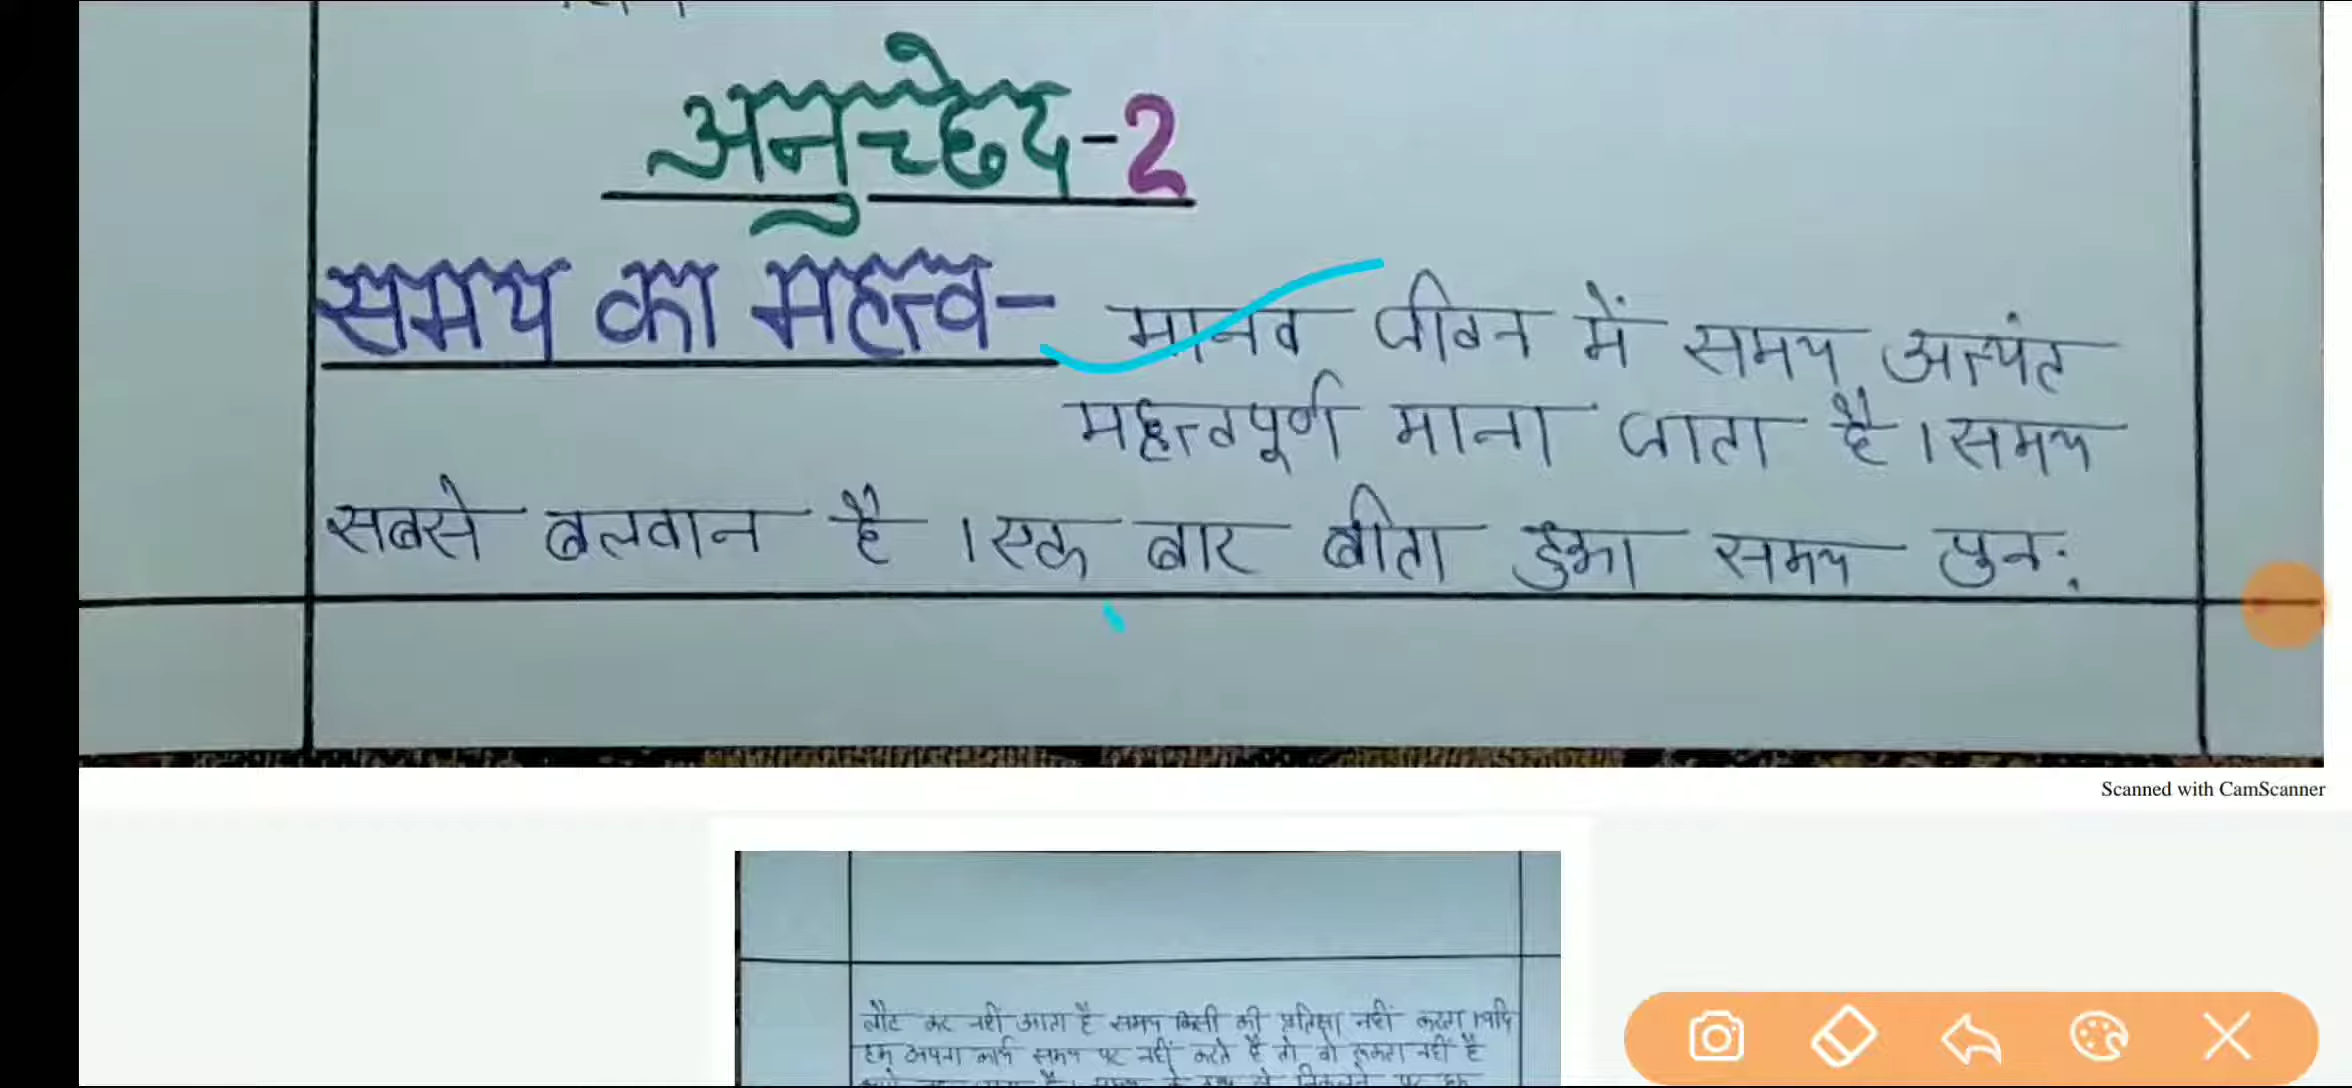 अनुच्छेद-2
समय का महत्व- मानव जीवन में समय अत्यंत
महत्वपूर्ण माना जाता है । समय
सबसे बलवान है । एक बार बीता हुआ समय पुनः
Scanned with CamScanner
लौट कर नहीं आता है समय किसी की प्रतिक्षा नहीं करता । यदि
हम अपना कार्य समय पर नहीं करते है तो वो रूकता नहीं है